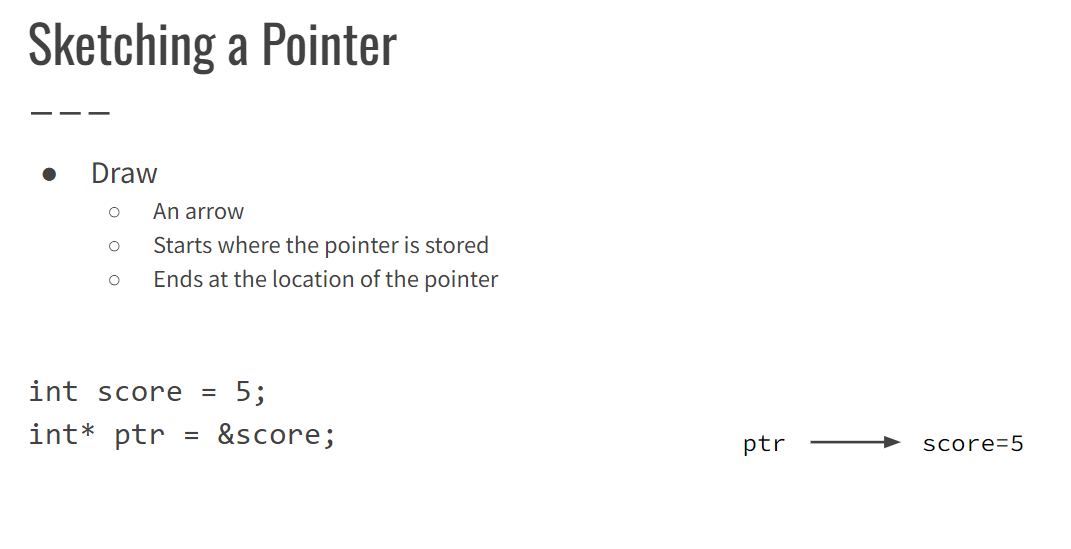 Sketching a Pointer
● Draw
○ An arrow
○ Starts where the pointer is stored
○ Ends at the location of the pointer
int score = 5;
int* ptr = &score;
ptr score=5